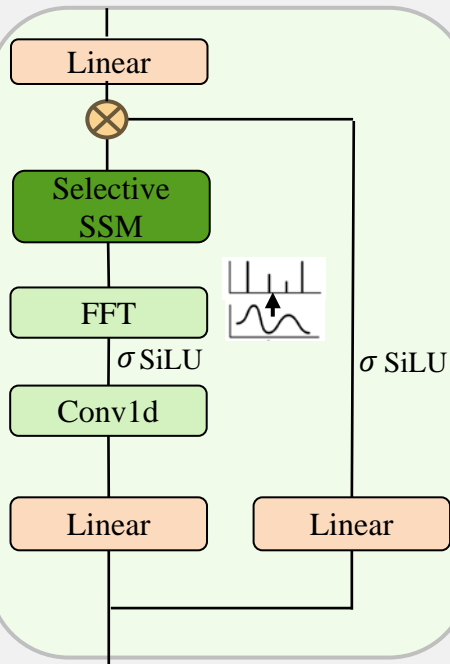 Linear
Selective
SSM
FFT
σ SiLU
σ SiLU
Conv1d
Linear
Linear